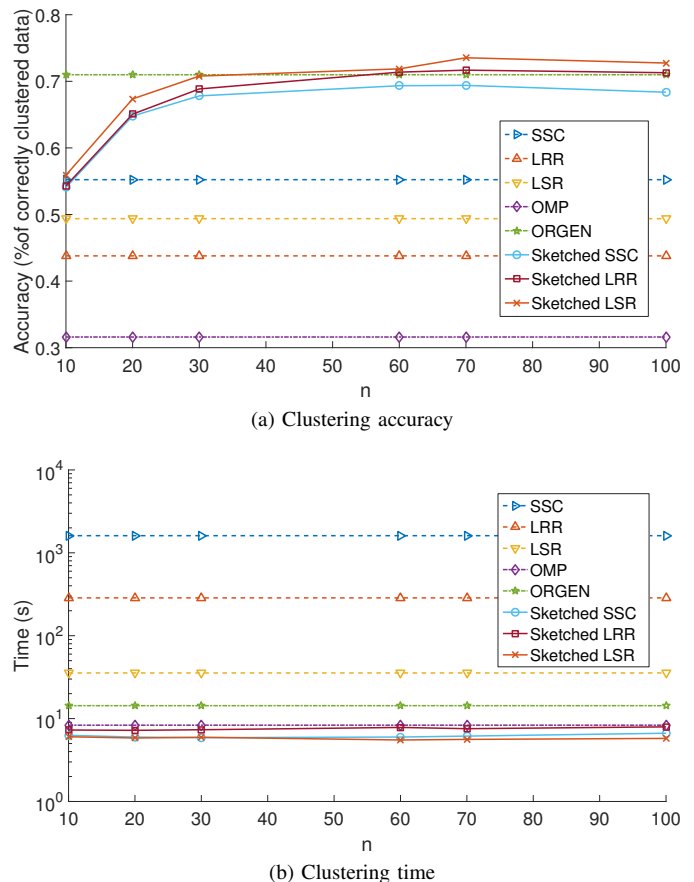 0.8
0.7
0.6
0.5
0.4
0.3
Accuracy (%of correctly clustered data)
SSC
LRR
LSR
OMP
ORGEN
Sketched SSC
Sketched LRR
Sketched LSR
10 20 30 40 50 60 70 80 90 100
n
(a) Clustering accuracy
10^4
10^3
10^2
10^1
10^0
Time (s)
SSC
LRR
LSR
OMP
ORGEN
Sketched SSC
Sketched LRR
Sketched LSR
10 20 30 40 50 60 70 80 90 100
n
(b) Clustering time